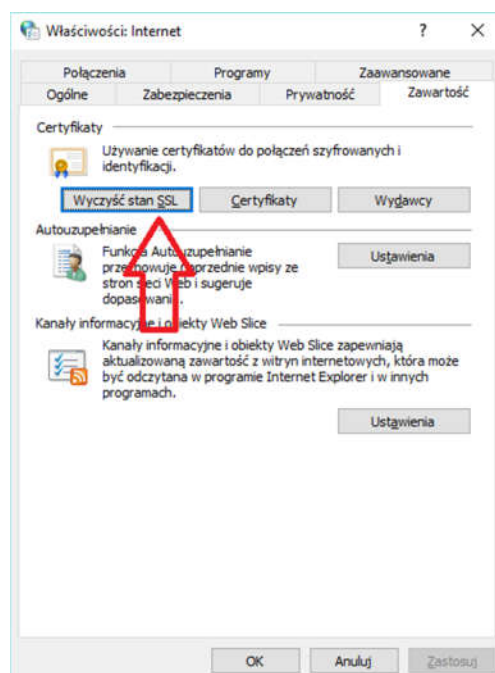 Właściwości: Internet
?
Połączenia Programy Zaawansowane
Ogólne Zabezpieczenia Prywatność Zawartość
Certyfikaty
Używanie certyfikatów do połączeń szyfrowanych i
identyfikacji.
Wyczyść stan SSL Certyfikaty Wydawcy
Autouzupełnianie
Funkcja Autouzupełnianie
przechowuje poprzednie wpisy ze
stron sieci Web i sugeruje
dopasowania.
Ustawienia
Kanały informacyjne i obiekty Web Slice
Kanały informacyjne i obiekty Web Slice zapewniają
aktualizowaną zawartość z witryn internetowych, która może
być odczytana w programie Internet Explorer i w innych
programach.
Ustawienia
OK Anuluj Zastosuj